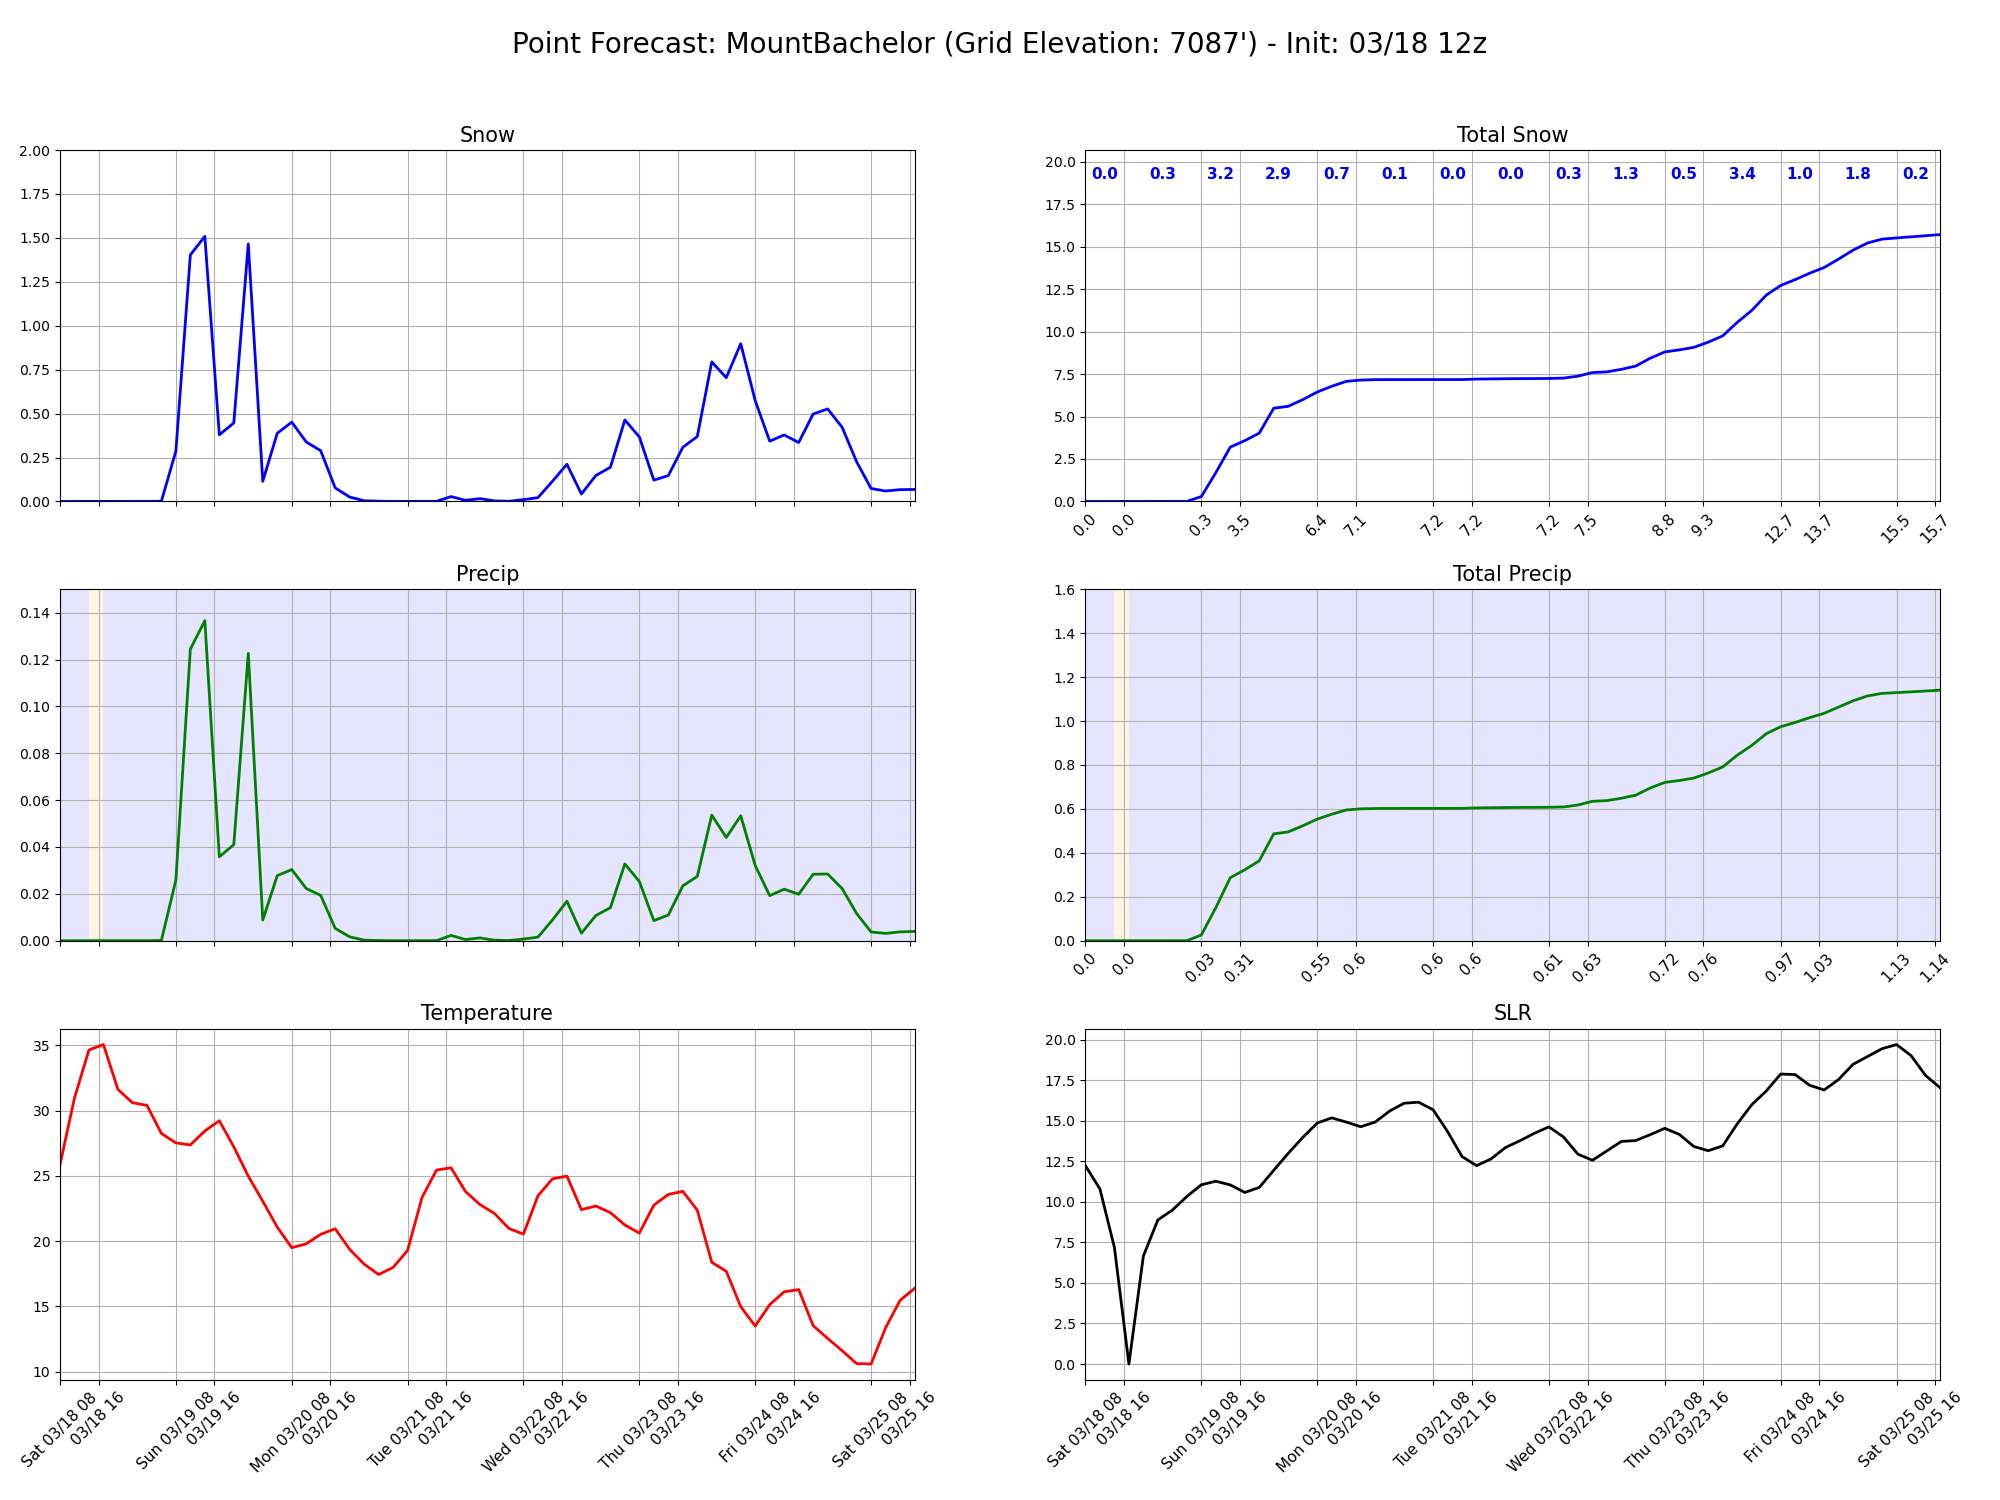 Point Forecast: MountBachelor (Grid Elevation: 7087') - Init: 03/18 12z
Snow
2.00
1.75
1.50
1.25
1.00
0.75
0.50
0.25
0.00
Total Snow
20.0
17.5
15.0
12.5
10.0
7.5
5.0
2.5
0.0
0.0 0.3 3.2 2.9 0.7 0.1 0.0 0.0 0.3 1.3 0.5 3.4 1.0 1.8 0.2
0.0 0.0 0.3 3.5 6.4 7.1 7.2 7.2 7.2 7.5 8.8 9.3 12.7 13.7 15.5 15.7
Precip
0.14
0.12
0.10
0.08
0.06
0.04
0.02
0.00
Total Precip
1.6
1.4
1.2
1.0
0.8
0.6
0.4
0.2
0.0
0.0 0.0 0.03 0.31 0.55 0.6 0.6 0.6 0.61 0.63 0.72 0.76 0.97 1.03 1.13 1.14
Temperature
35
30
25
20
15
10
Sat 03/18 08
03/18 16
Sun 03/19 08
03/19 16
Mon 03/20 08
03/20 16
Tue 03/21 08
03/21 16
Wed 03/22 08
03/22 16
Thu 03/23 08
03/23 16
Fri 03/24 08
03/24 16
Sat 03/25 08
03/25 16
SLR
20.0
17.5
15.0
12.5
10.0
7.5
5.0
2.5
0.0
Sat 03/18 08
03/18 16
Sun 03/19 08
03/19 16
Mon 03/20 08
03/20 16
Tue 03/21 08
03/21 16
Wed 03/22 08
03/22 16
Thu 03/23 08
03/23 16
Fri 03/24 08
03/24 16
Sat 03/25 08
03/25 16